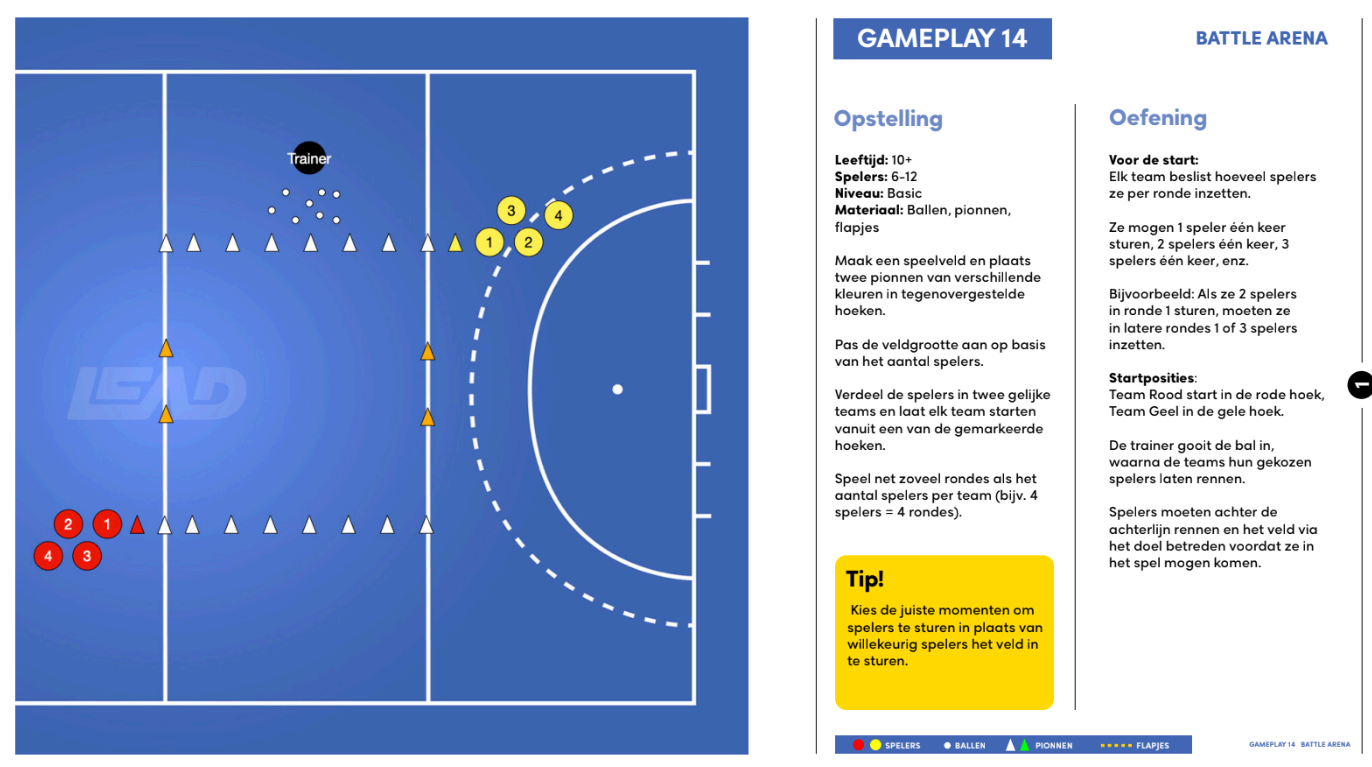 GAMEPLAY 14
BATTLE ARENA
Trainer
3
4
1
2
LEAD
2
1
4
3
Opstelling
Leeftijd: 10+
Spelers: 6-12
Niveau: Basic
Materiaal: Ballen, pionnen,
flapjes
Maak een speelveld en plaats
twee pionnen van verschillende
kleuren in tegenovergestelde
hoeken.
Pas de veldgrootte aan op basis
van het aantal spelers.
Verdeel de spelers in twee gelijke
teams en laat elk team starten
vanuit een van de gemarkeerde
hoeken.
Speel net zoveel rondes als het
aantal spelers per team (bijv. 4
spelers = 4 rondes).
Tip!
Kies de juiste momenten om
spelers te sturen in plaats van
willekeurig spelers het veld in
te sturen.
Oefening
Voor de start:
Elk team beslist hoeveel spelers
ze per ronde inzetten.
Ze mogen 1 speler één keer
sturen, 2 spelers één keer, 3
spelers één keer, enz.
Bijvoorbeeld: Als ze 2 spelers
in ronde 1 sturen, moeten ze
in latere rondes 1 of 3 spelers
inzetten.
Startposities:
Team Rood start in de rode hoek,
Team Geel in de gele hoek.
De trainer gooit de bal in,
waarna de teams hun gekozen
spelers laten rennen.
Spelers moeten achter de
achterlijn rennen en het veld via
het doel betreden voordat ze in
het spel mogen komen.
1
SPELERS BALLEN PIONNEN FLAPJES
GAMEPLAY 14 BATTLE ARENA